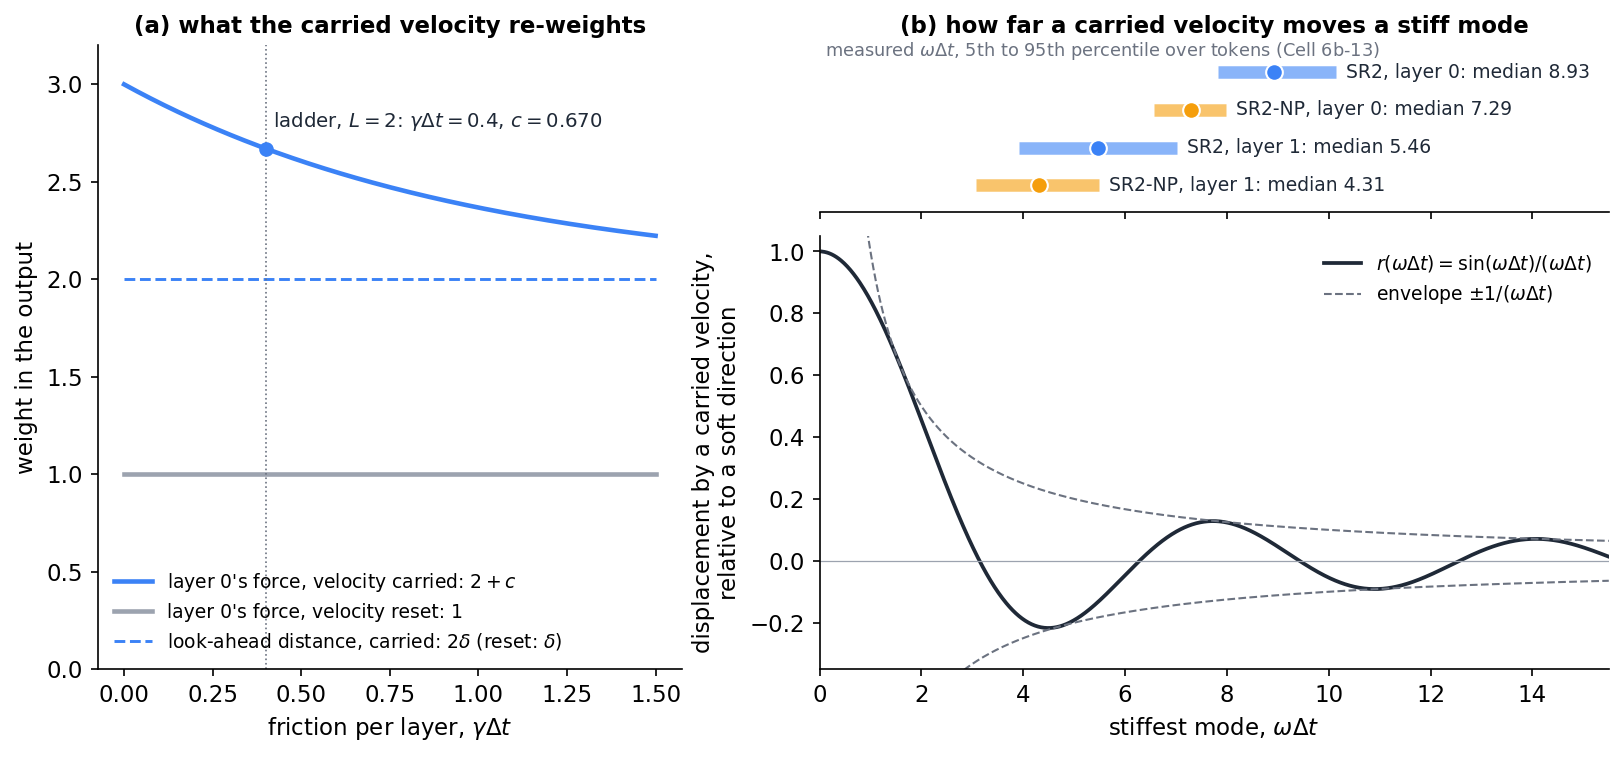 (a) what the carried velocity re-weights
weight in the output
3.0
2.5
2.0
1.5
1.0
0.5
0.0
ladder, L = 2: γΔt = 0.4, c = 0.670
layer 0's force, velocity carried: 2 + c
layer 0's force, velocity reset: 1
look-ahead distance, carried: 2δ (reset: δ)
0.00 0.25 0.50 0.75 1.00 1.25 1.50
friction per layer, γΔt
(b) how far a carried velocity moves a stiff mode
measured ωΔt, 5th to 95th percentile over tokens (Cell 6b-13)
SR2, layer 0: median 8.93
SR2-NP, layer 0: median 7.29
SR2, layer 1: median 5.46
SR2-NP, layer 1: median 4.31
displacement by a carried velocity,
relative to a soft direction
1.0
0.8
0.6
0.4
0.2
0.0
−0.2
r(ωΔt) = sin(ωΔt)/(ωΔt)
envelope ±1/(ωΔt)
0 2 4 6 8 10 12 14
stiffest mode, ωΔt